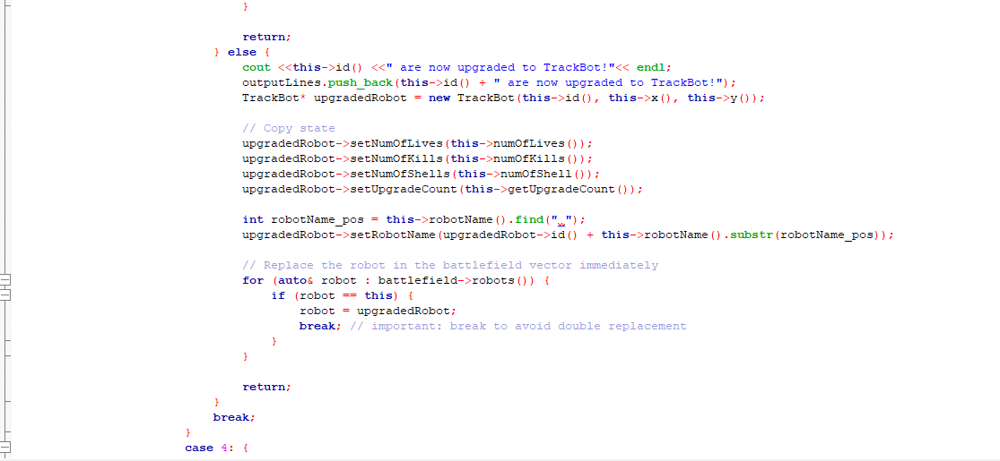 }
return;
} else {
cout <<this->id() <<" are now upgraded to TrackBot!"<< endl;
outputLines.push_back(this->id() + " are now upgraded to TrackBot!");
TrackBot* upgradedRobot = new TrackBot(this->id(), this->x(), this->y());
// Copy state
upgradedRobot->setNumOfLives(this->numOfLives());
upgradedRobot->setNumOfKills(this->numOfKills());
upgradedRobot->setNumOfShells(this->numOfShell());
upgradedRobot->setUpgradeCount(this->getUpgradeCount());
int robotName_pos = this->robotName().find("_");
upgradedRobot->setRobotName(upgradedRobot->id() + this->robotName().substr(robotName_pos));
// Replace the robot in the battlefield vector immediately
for (auto& robot : battlefield->robots()) {
if (robot == this) {
robot = upgradedRobot;
break; // important: break to avoid double replacement
}
}
return;
}
break;
}
case 4: {